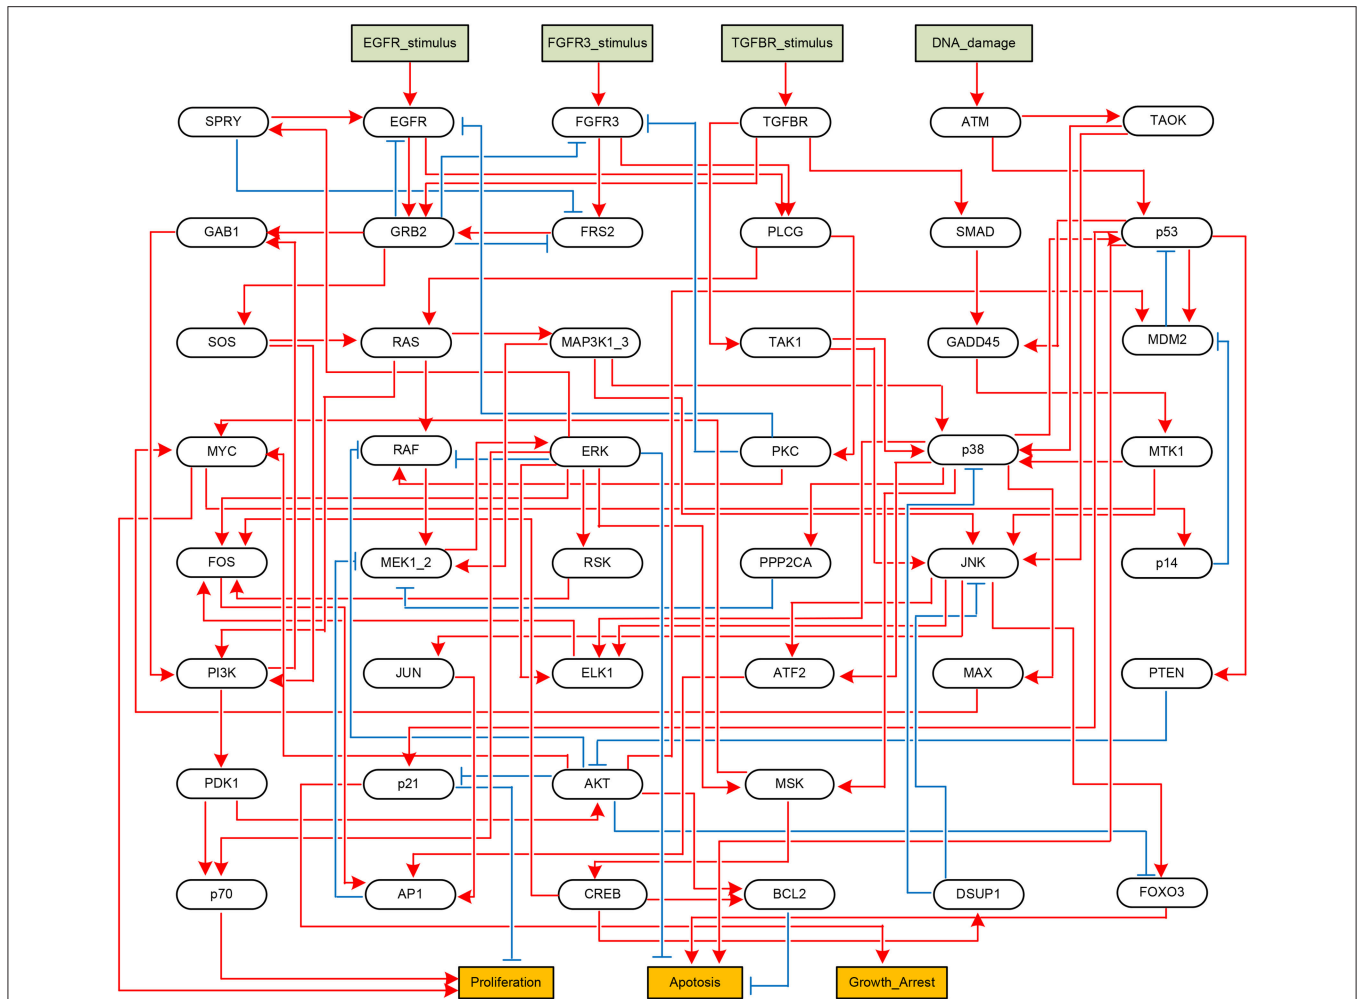 EGFR_stimulus
FGFR3_stimulus
TGFBR_stimulus
DNA_damage
SPRY
EGFR
FGFR3
TGFBR
ATM
TAOK
GAB1
GRB2
FRS2
PLCG
SMAD
p53
SOS
RAS
MAP3K1_3
TAK1
GADD45
MDM2
MYC
RAF
ERK
PKC
p38
MTK1
FOS
MEK1_2
RSK
PPP2CA
JNK
p14
PI3K
JUN
ELK1
ATF2
MAX
PTEN
PDK1
p21
AKT
MSK
p70
AP1
CREB
BCL2
DSUP1
FOXO3
Proliferation
Apotosis
Growth_Arrest